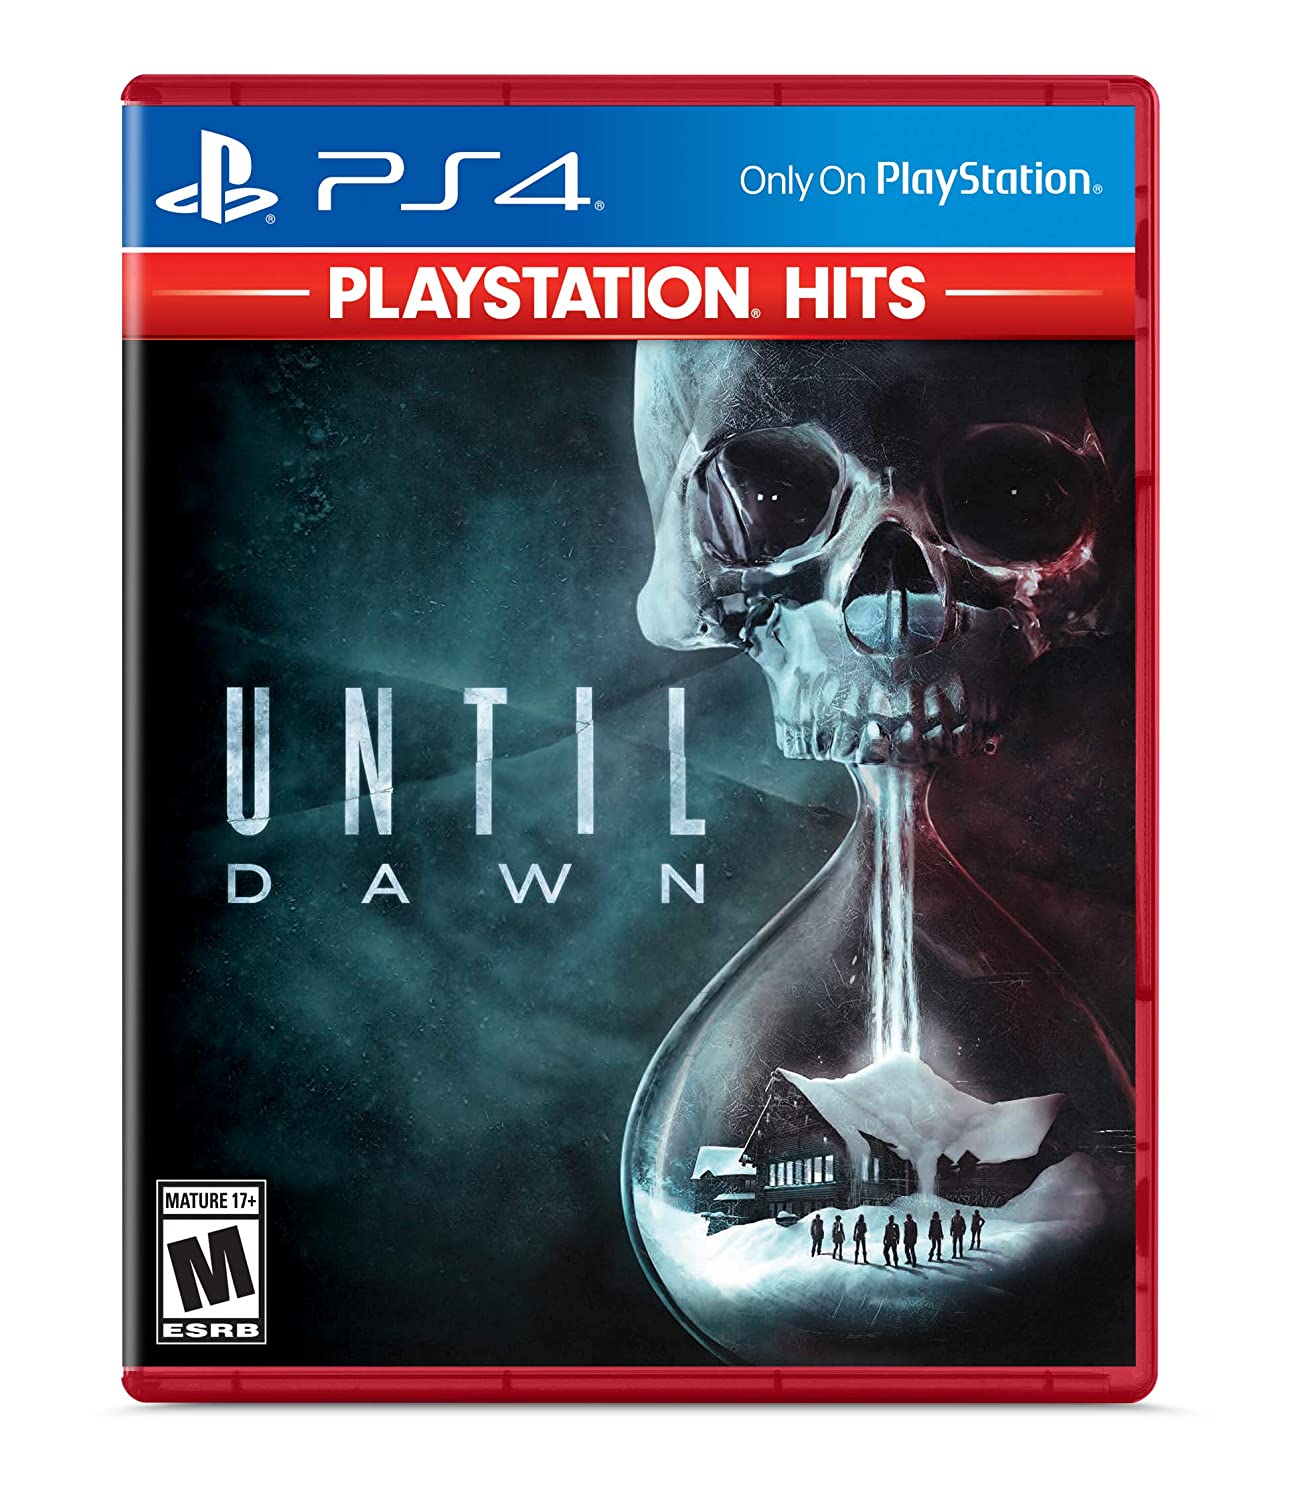 PS4® Only On PlayStation®
PLAYSTATION® HITS
UNTIL
DAWN
MATURE 17+
M
ESRB